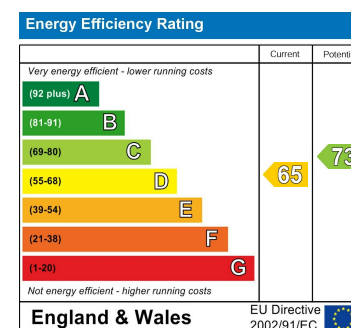 Energy Efficiency Rating
Current Potenti
Very energy efficient - lower running costs
(92 plus) A
(81-91) B
(69-80) C
73
(55-68) D
65
(39-54) E
(21-38) F
(1-20) G
Not energy efficient - higher running costs
England & Wales
EU Directive
2002/91/EC